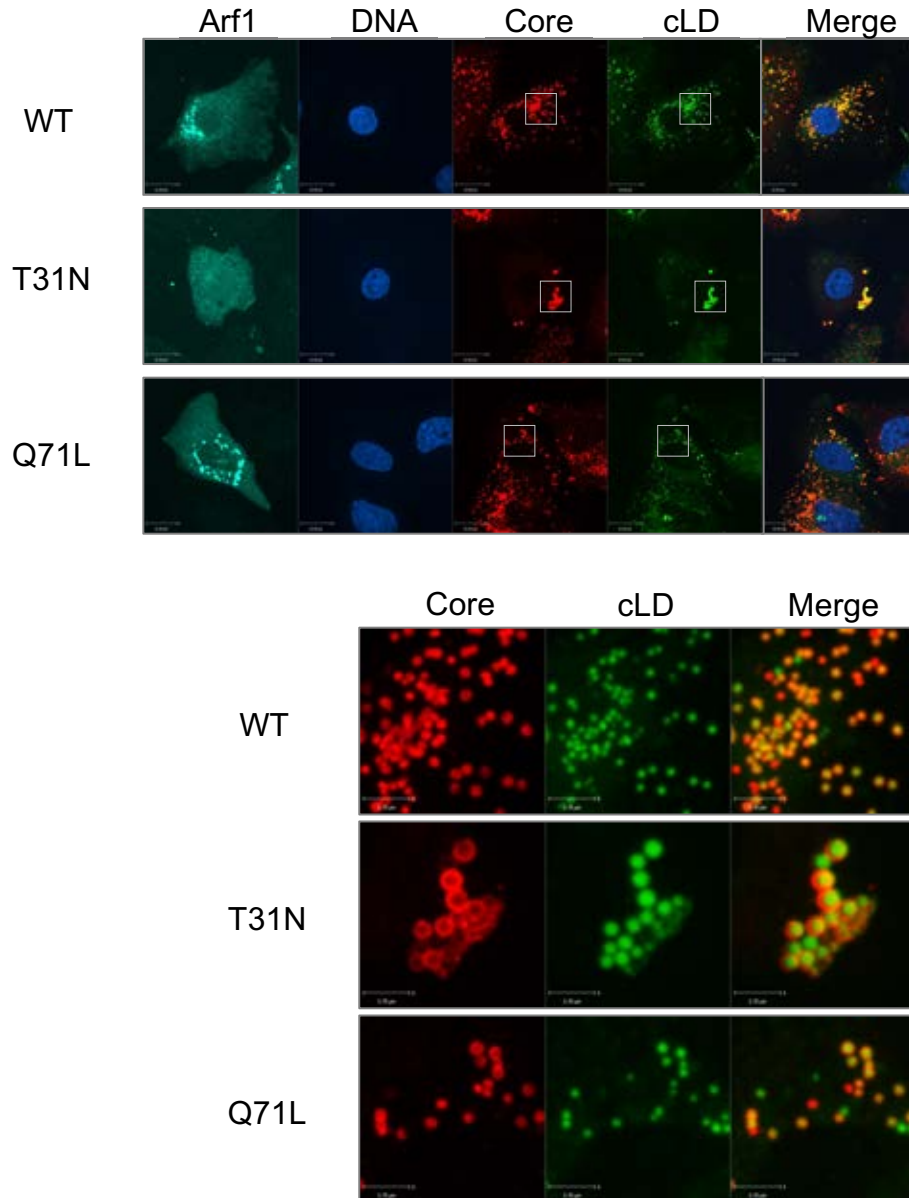 Arf1 DNA Core cLD Merge
WT
T31N
Q71L
Core cLD Merge
WT
T31N
Q71L